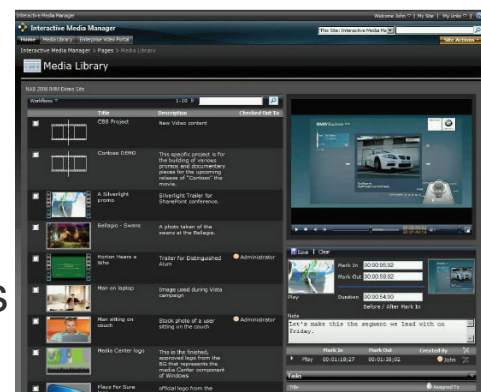 Interactive Media Manager
Welcome John | My Site | My Links
Interactive Media Manager
This Site: Interactive Media Ma
Home Media Library Enterprise Video Portal
Site Actions
Interactive Media Manager > Pages > Media Library
Media Library
NAB 2008 BMW Demo Site
Workflows
1-10
Title Description Checked Out To
CBB Project New Video content
Contoso DEMO This specific project is for
the building of various
promos and documentary
pieces for the upcoming
release of "Contoso" the
movie.
A Silverlight
promo
Silverlight Trailer for
SharePoint conference.
Bellagio - Swans A photo taken of the
swans at the Bellagio.
Horton Hears a
Who
Trailer for Distinguished
Alum
Administrator
Man on laptop Image used during Vista
campaign
Man sitting on
couch
Stock photo of a user
sitting on the couch
Administrator
Media Center logo This is the finished,
approved logo from the
BG that represents the
media Center component
of Windows
Plays For Sure official logo from the
Save | Clear
Mark In 00:00:05;02
Mark Out 00:00:59;02
Play Duration 00:00:54;00
Before / After Mark In
Note
Let's make this the segment we lead with on
Friday.
Mark In Mark Out Created By
Play 00:01:18;27 00:01:39;02 John
Tasks
Title Assigned To
s